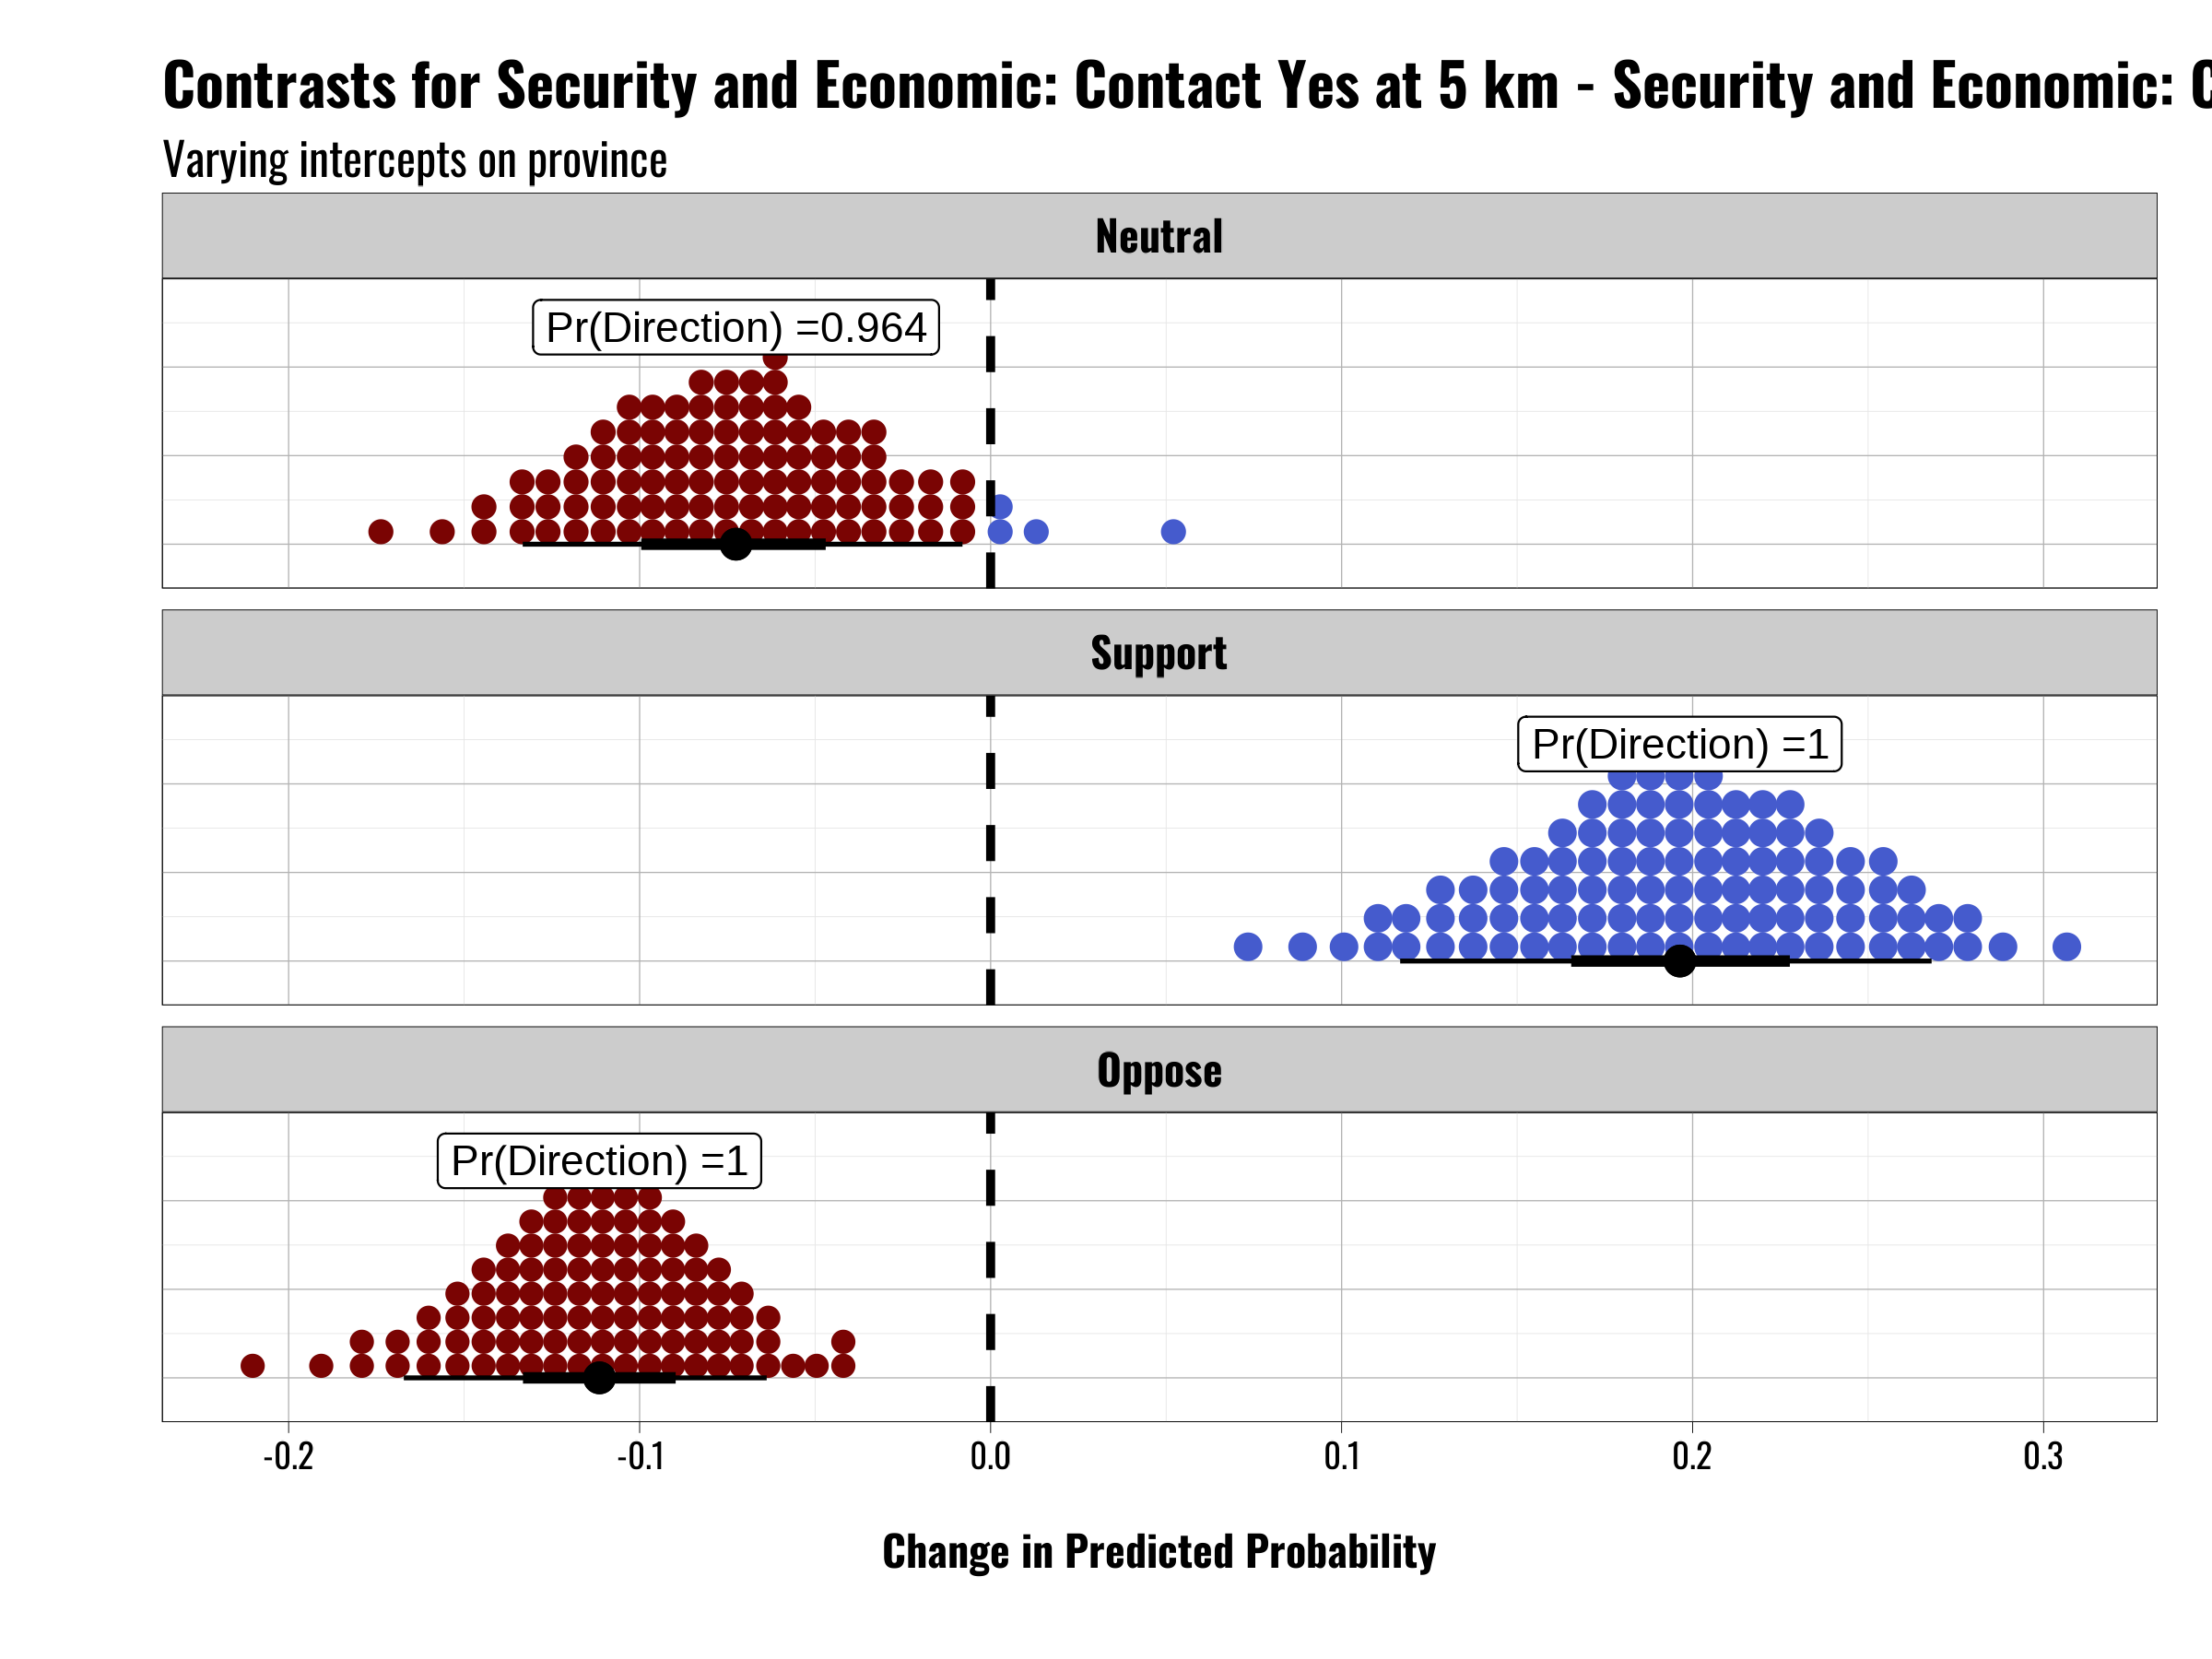 Contrasts for Security and Economic: Contact Yes at 5 km - Security and Economic:
Varying intercepts on province
Neutral
Pr(Direction) =0.964
Support
Pr(Direction) =1
Oppose
Pr(Direction) =1
-0.2 -0.1 0.0 0.1 0.2 0.3
Change in Predicted Probability